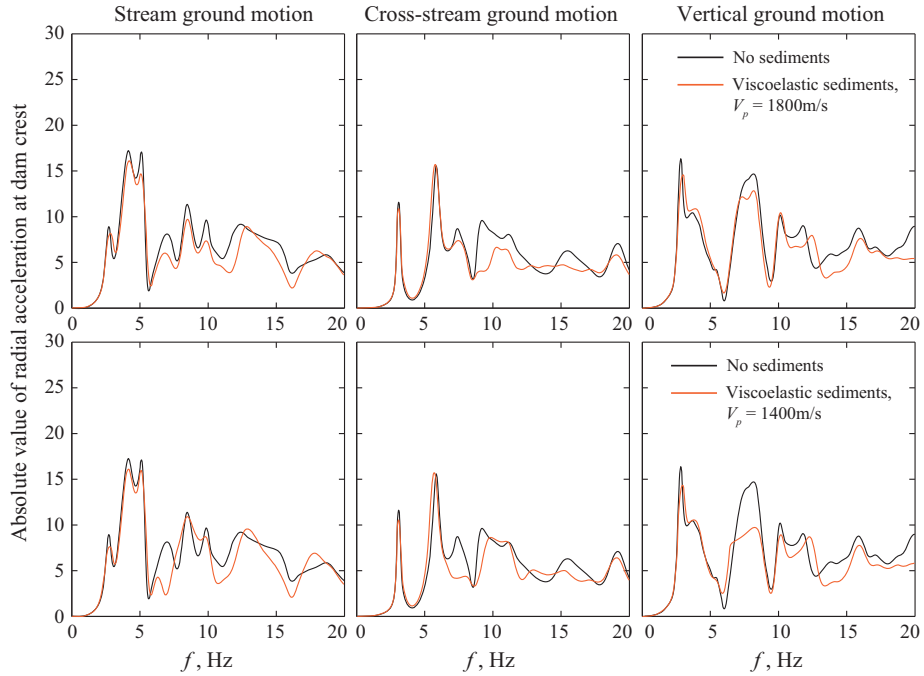 Stream ground motion
Cross-stream ground motion
Vertical ground motion
Absolute value of radial acceleration at dam crest
30
25
20
15
10
5
0
No sediments
Viscoelastic sediments,
V_p = 1800m/s
0 5 10 15 20
0 5 10 15 20
0 5 10 15 20
30
25
20
15
10
5
0
No sediments
Viscoelastic sediments,
V_p = 1400m/s
0 5 10 15 20
0 5 10 15 20
0 5 10 15 20
f, Hz
f, Hz
f, Hz